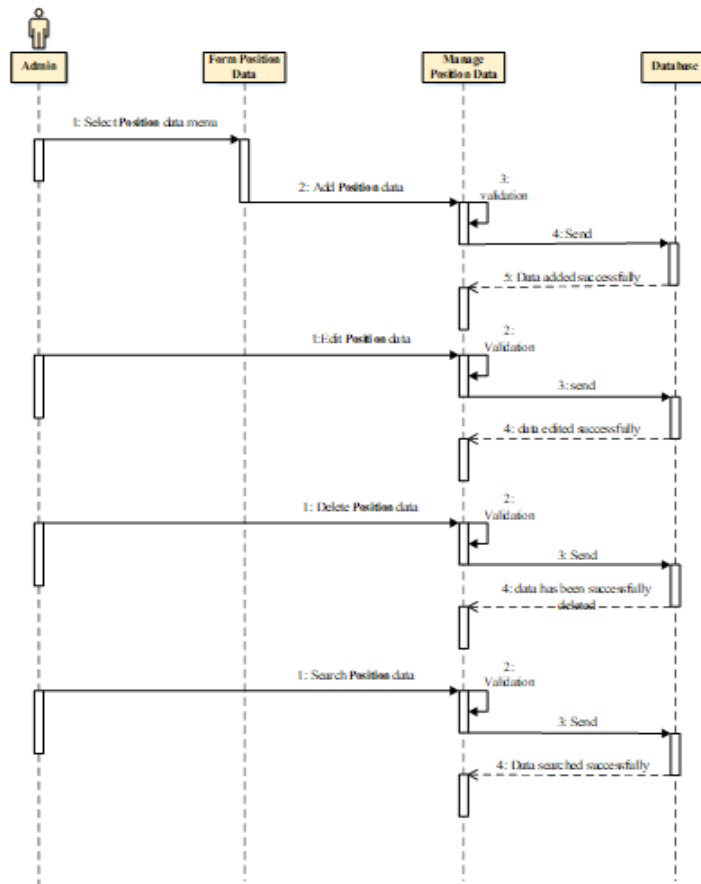 Admin
Form Position
Data
Manage
Position Data
Database
1: Select Position data menu
2: Add Position data
3:
validation
4: Send
5: Data added successfully
1:Edit Position data
2:
Validation
3: send
4: data edited successfully
1: Delete Position data
2:
Validation
3: Send
4: data has been successfully
deleted
1: Search Position data
2:
Validation
3: Send
4: Data searched successfully